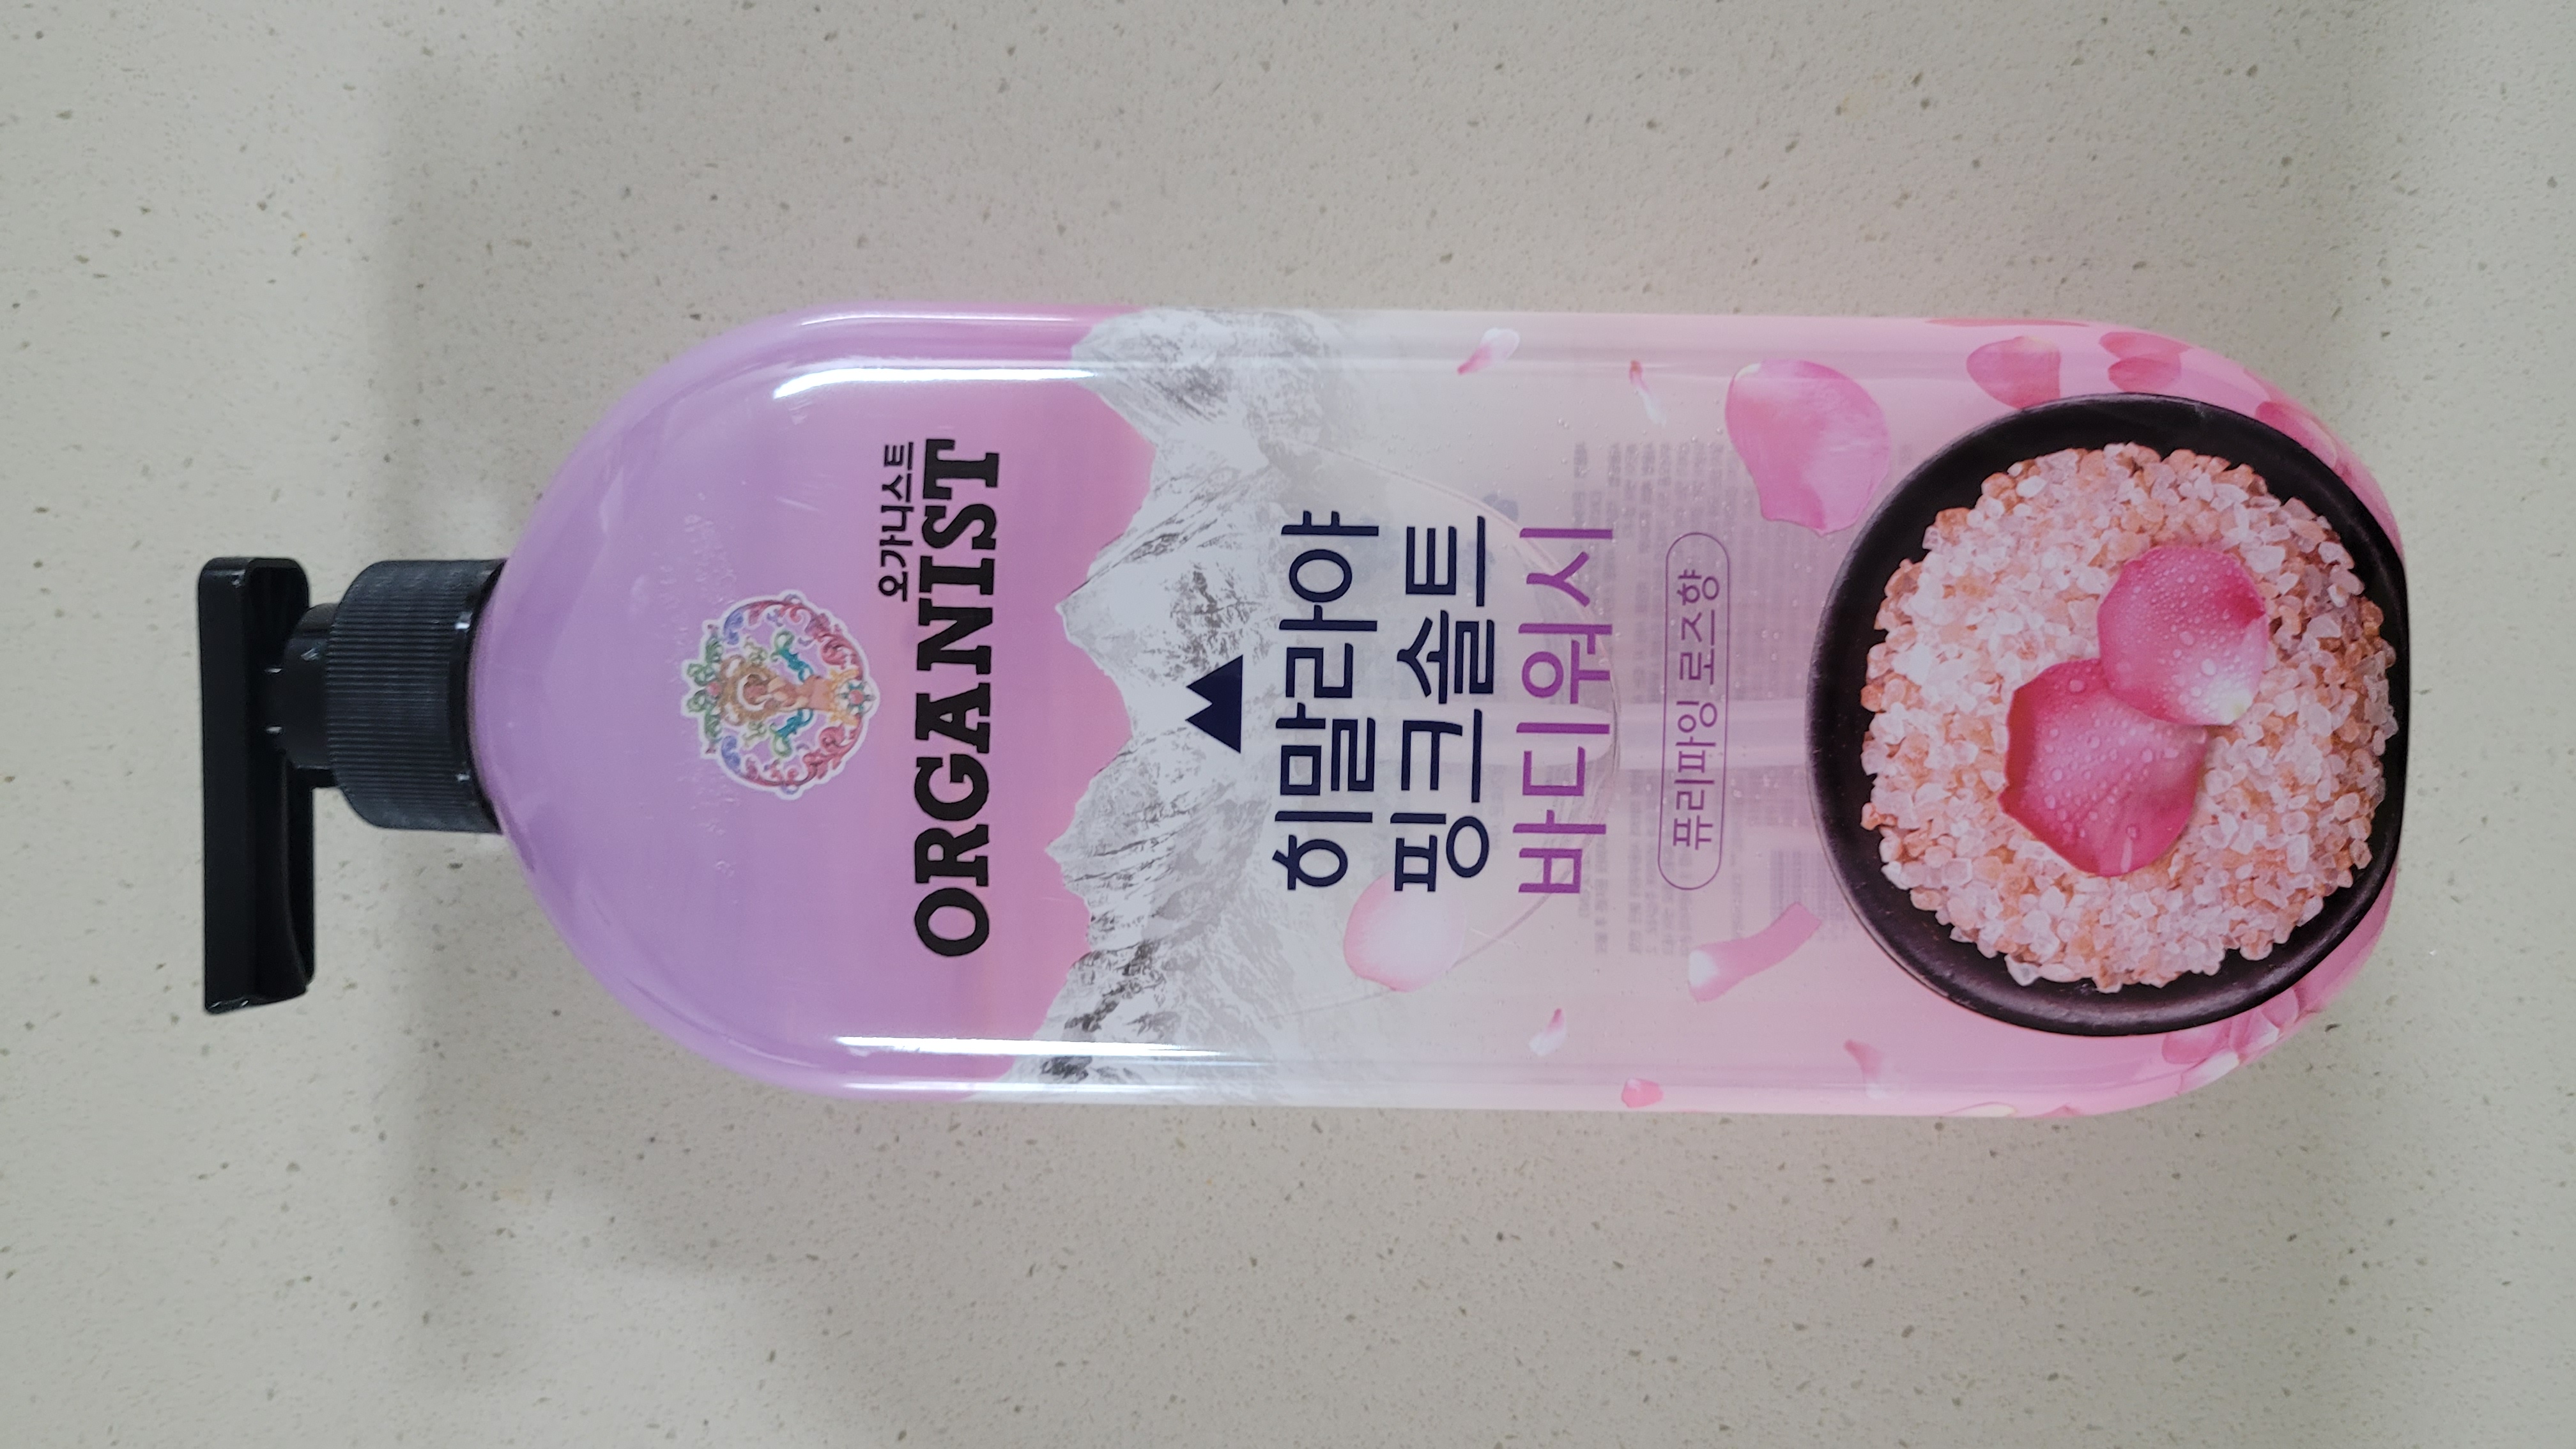 오가니스트
ORGANIST
히말라야
핑크솔트
바디워시
퓨리파잉 로즈향